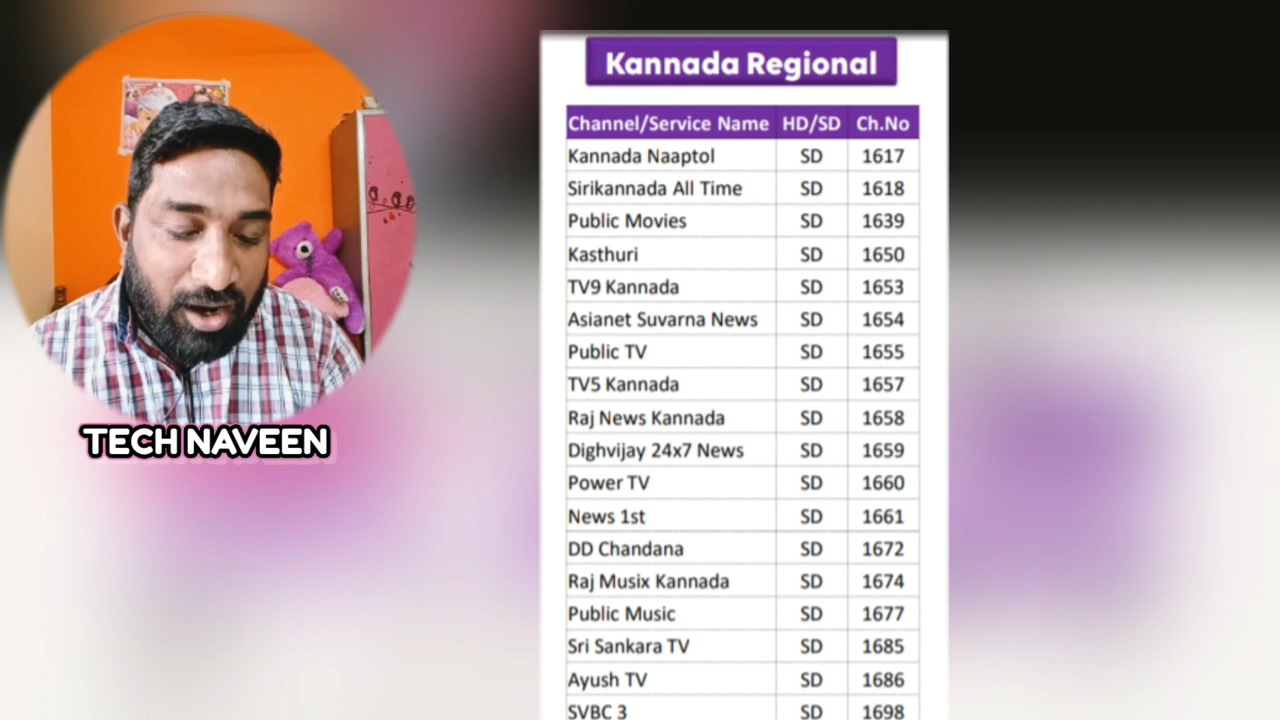 Kannada Regional
Channel/Service Name HD/SD Ch.No
Kannada Naaptol SD 1617
Sirikannada All Time SD 1618
Public Movies SD 1639
Kasthuri SD 1650
TV9 Kannada SD 1653
Asianet Suvarna News SD 1654
Public TV SD 1655
TV5 Kannada SD 1657
Raj News Kannada SD 1658
Dighvijay 24x7 News SD 1659
Power TV SD 1660
News 1st SD 1661
DD Chandana SD 1672
Raj Musix Kannada SD 1674
Public Music SD 1677
Sri Sankara TV SD 1685
Ayush TV SD 1686
SVBC 3 SD 1698
TECH NAVEEN